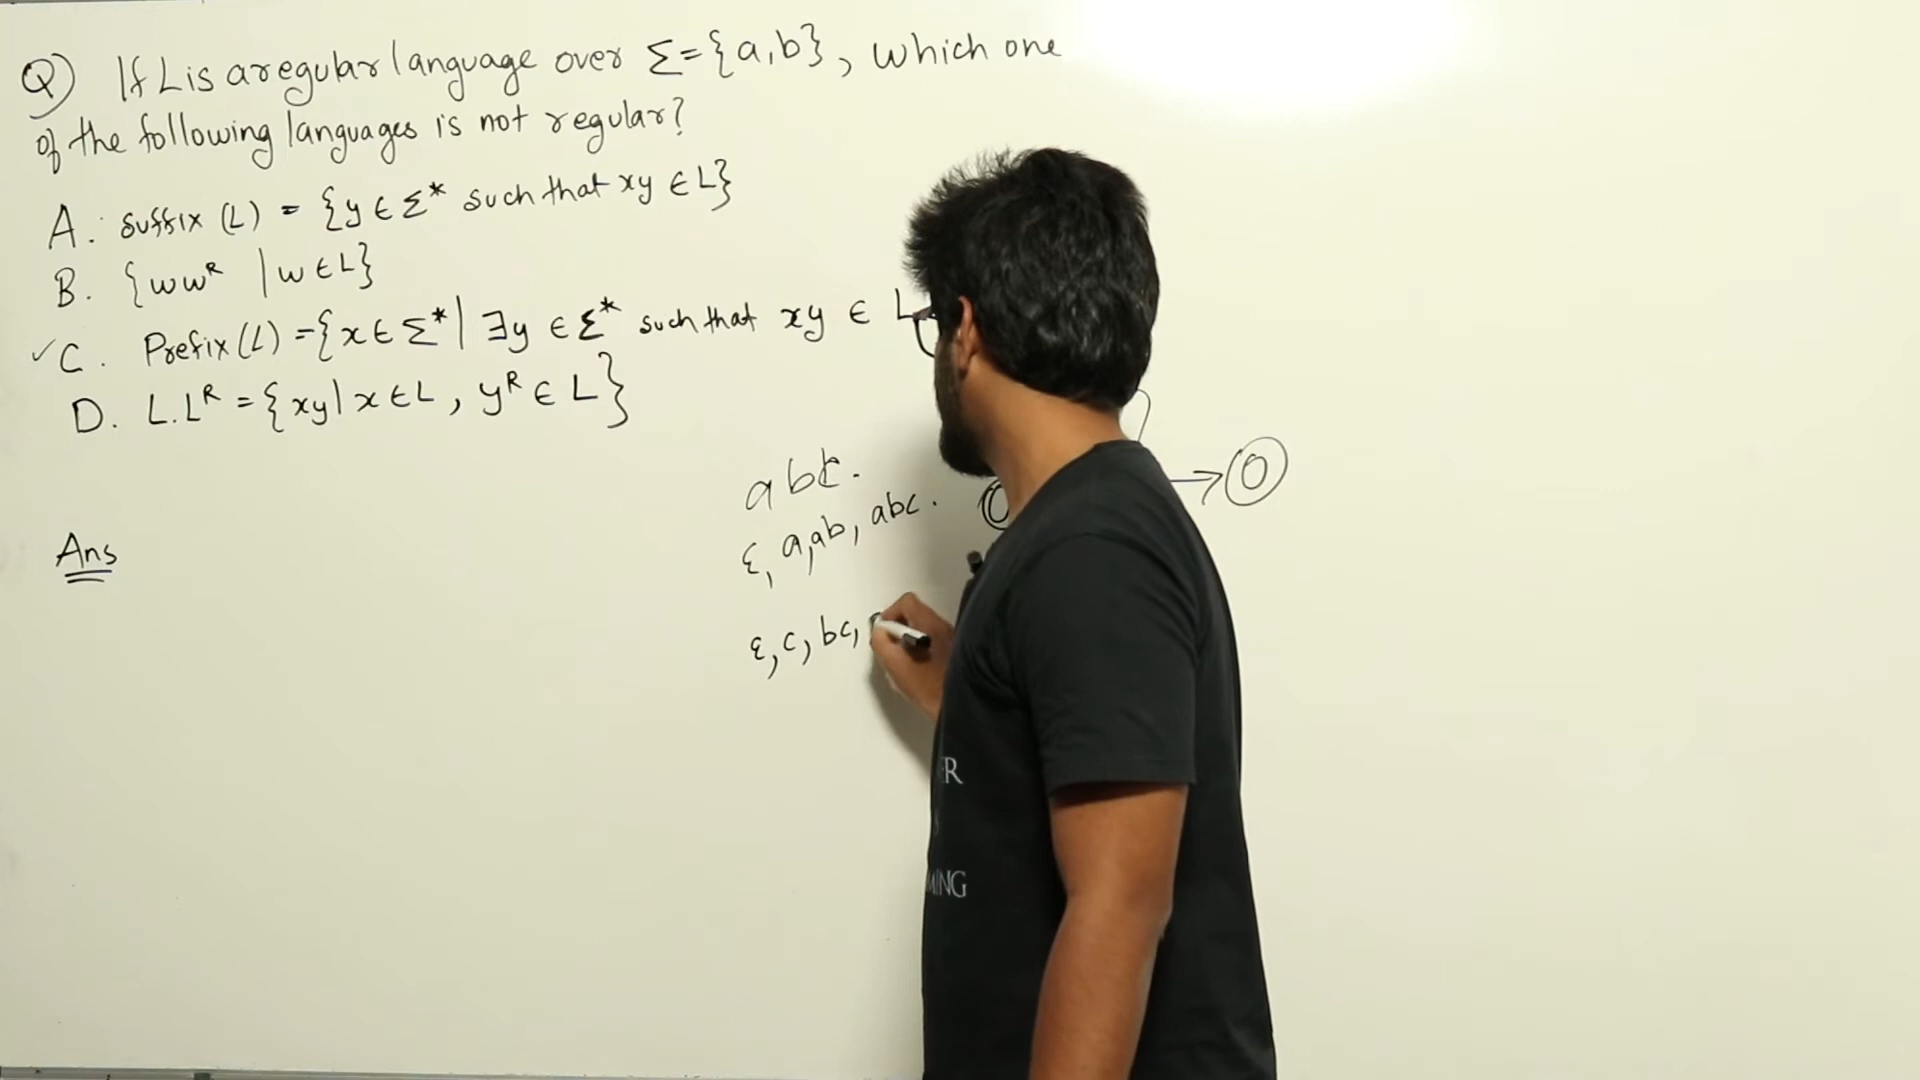 Q) If L is a regular language over Σ={a,b}, which one
of the following languages is not regular?
A. suffix (L) = {y ∈ Σ* such that xy ∈ L}
B. {ww^R | w ∈ L}
✓ C. Prefix (L) = {x ∈ Σ* | ∃y ∈ Σ* such that xy ∈ L
D. L.L^R = {xy | x ∈ L, y^R ∈ L}
abc.
ε, a, ab, abc.
Ans
ε, c, bc,